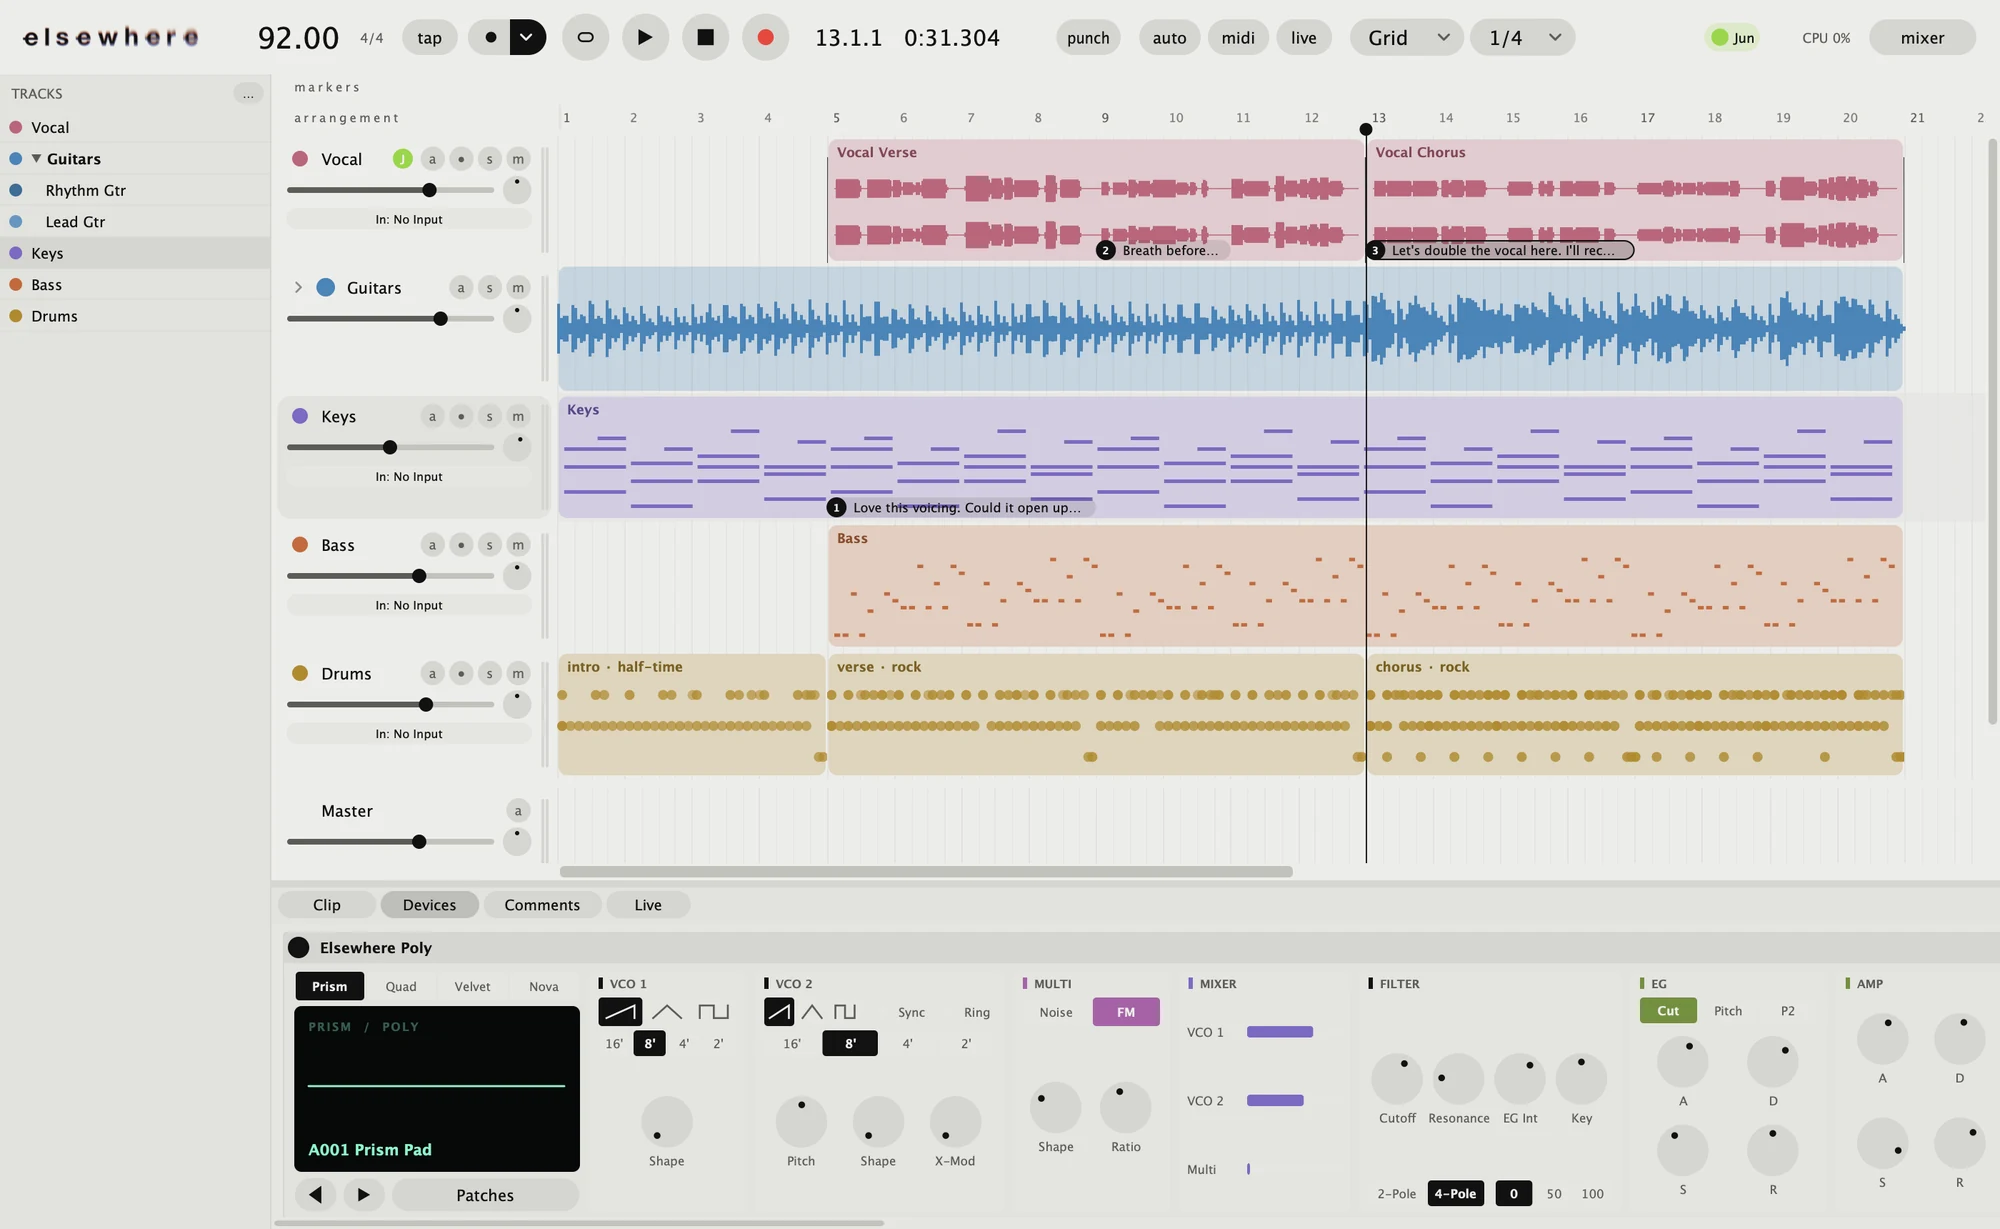 elsewhere
92.00 4/4 tap 13.1.1 0:31.304 punch auto midi live Grid 1/4 Jun CPU 0% mixer
TRACKS ...
Vocal
Guitars
Rhythm Gtr
Lead Gtr
Keys
Bass
Drums
markers
arrangement 1 2 3 4 5 6 7 8 9 10 11 12 13 14 15 16 17 18 19 20 21 2
Vocal J a s m
In: No Input
Vocal Verse
Vocal Chorus
2 Breath before...
3 Let's double the vocal here. I'll rec...
Guitars a s m
Keys a s m
In: No Input
Keys
1 Love this voicing. Could it open up...
Bass a s m
In: No Input
Bass
Drums a s m
In: No Input
intro · half-time
verse · rock
chorus · rock
Master a
Clip Devices Comments Live
Elsewhere Poly
Prism Quad Velvet Nova
PRISM / POLY
A001 Prism Pad
Patches
VCO 1
16' 8' 4' 2'
Shape
VCO 2
Sync Ring
16' 8' 4' 2'
Pitch Shape X-Mod
MULTI
Noise FM
Shape Ratio
MIXER
VCO 1
VCO 2
Multi
FILTER
Cutoff Resonance EG Int Key
2-Pole 4-Pole 0 50 100
EG
Cut Pitch P2
A D
S R
AMP
A D
S R